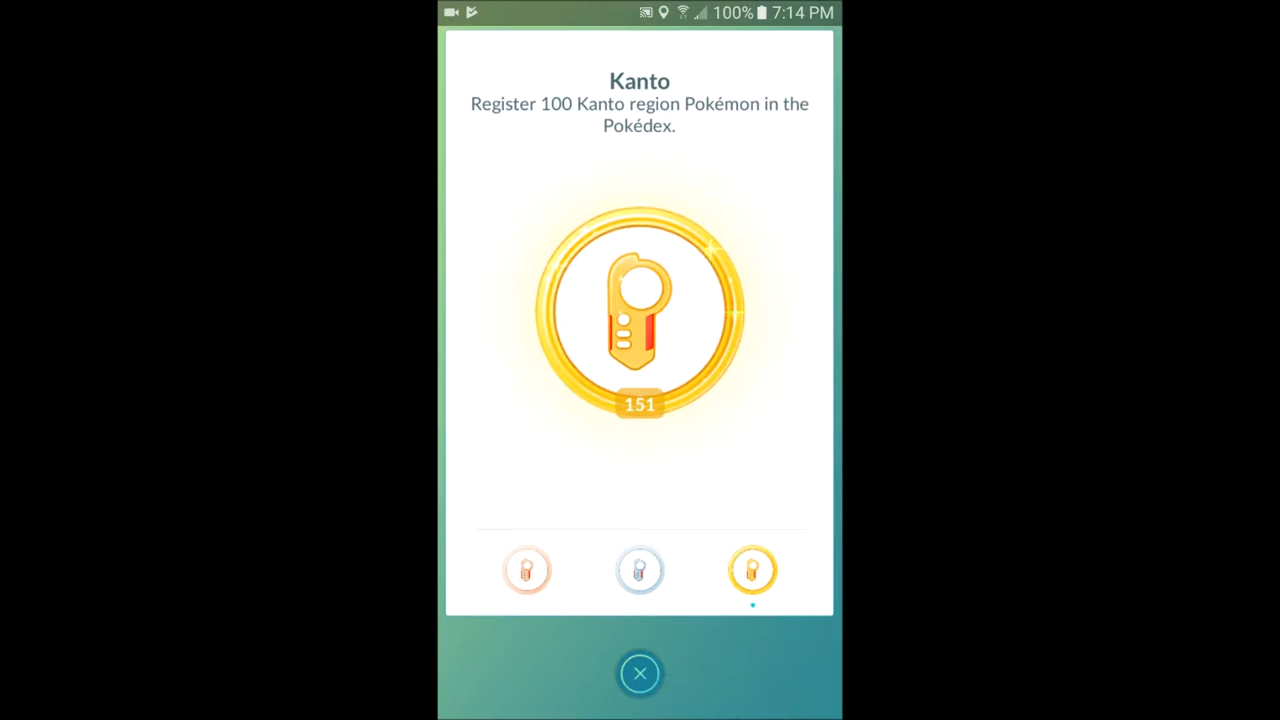 100% 7:14 PM
Kanto
Register 100 Kanto region Pokémon in the
Pokédex.
151